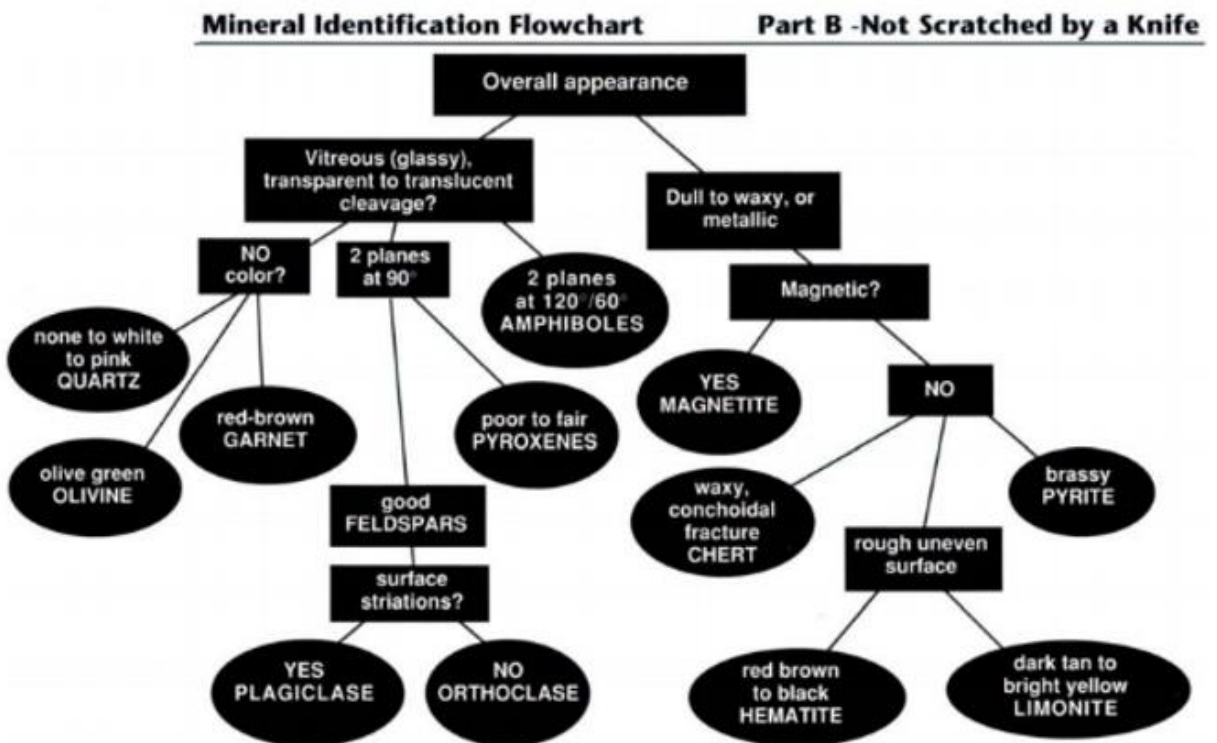 Mineral Identification Flowchart
Part B -Not Scratched by a Knife
Overall appearance
Vitreous (glassy),
transparent to translucent
cleavage?
Dull to waxy, or
metallic
NO
color?
2 planes
at 90°
2 planes
at 120°/60°
AMPHIBOLES
Magnetic?
none to white
to pink
QUARTZ
red-brown
GARNET
olive green
OLIVINE
poor to fair
PYROXENES
YES
MAGNETITE
NO
good
FELDSPARS
waxy,
conchoidal
fracture
CHERT
brassy
PYRITE
rough uneven
surface
surface
striations?
YES
PLAGICLASE
NO
ORTHOCLASE
red brown
to black
HEMATITE
dark tan to
bright yellow
LIMONITE